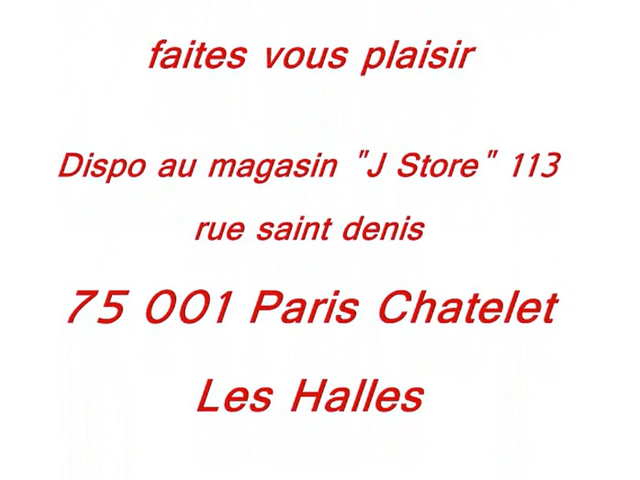 faites vous plaisir
Dispo au magasin "J Store" 113
rue saint denis
75 001 Paris Chatelet
Les Halles